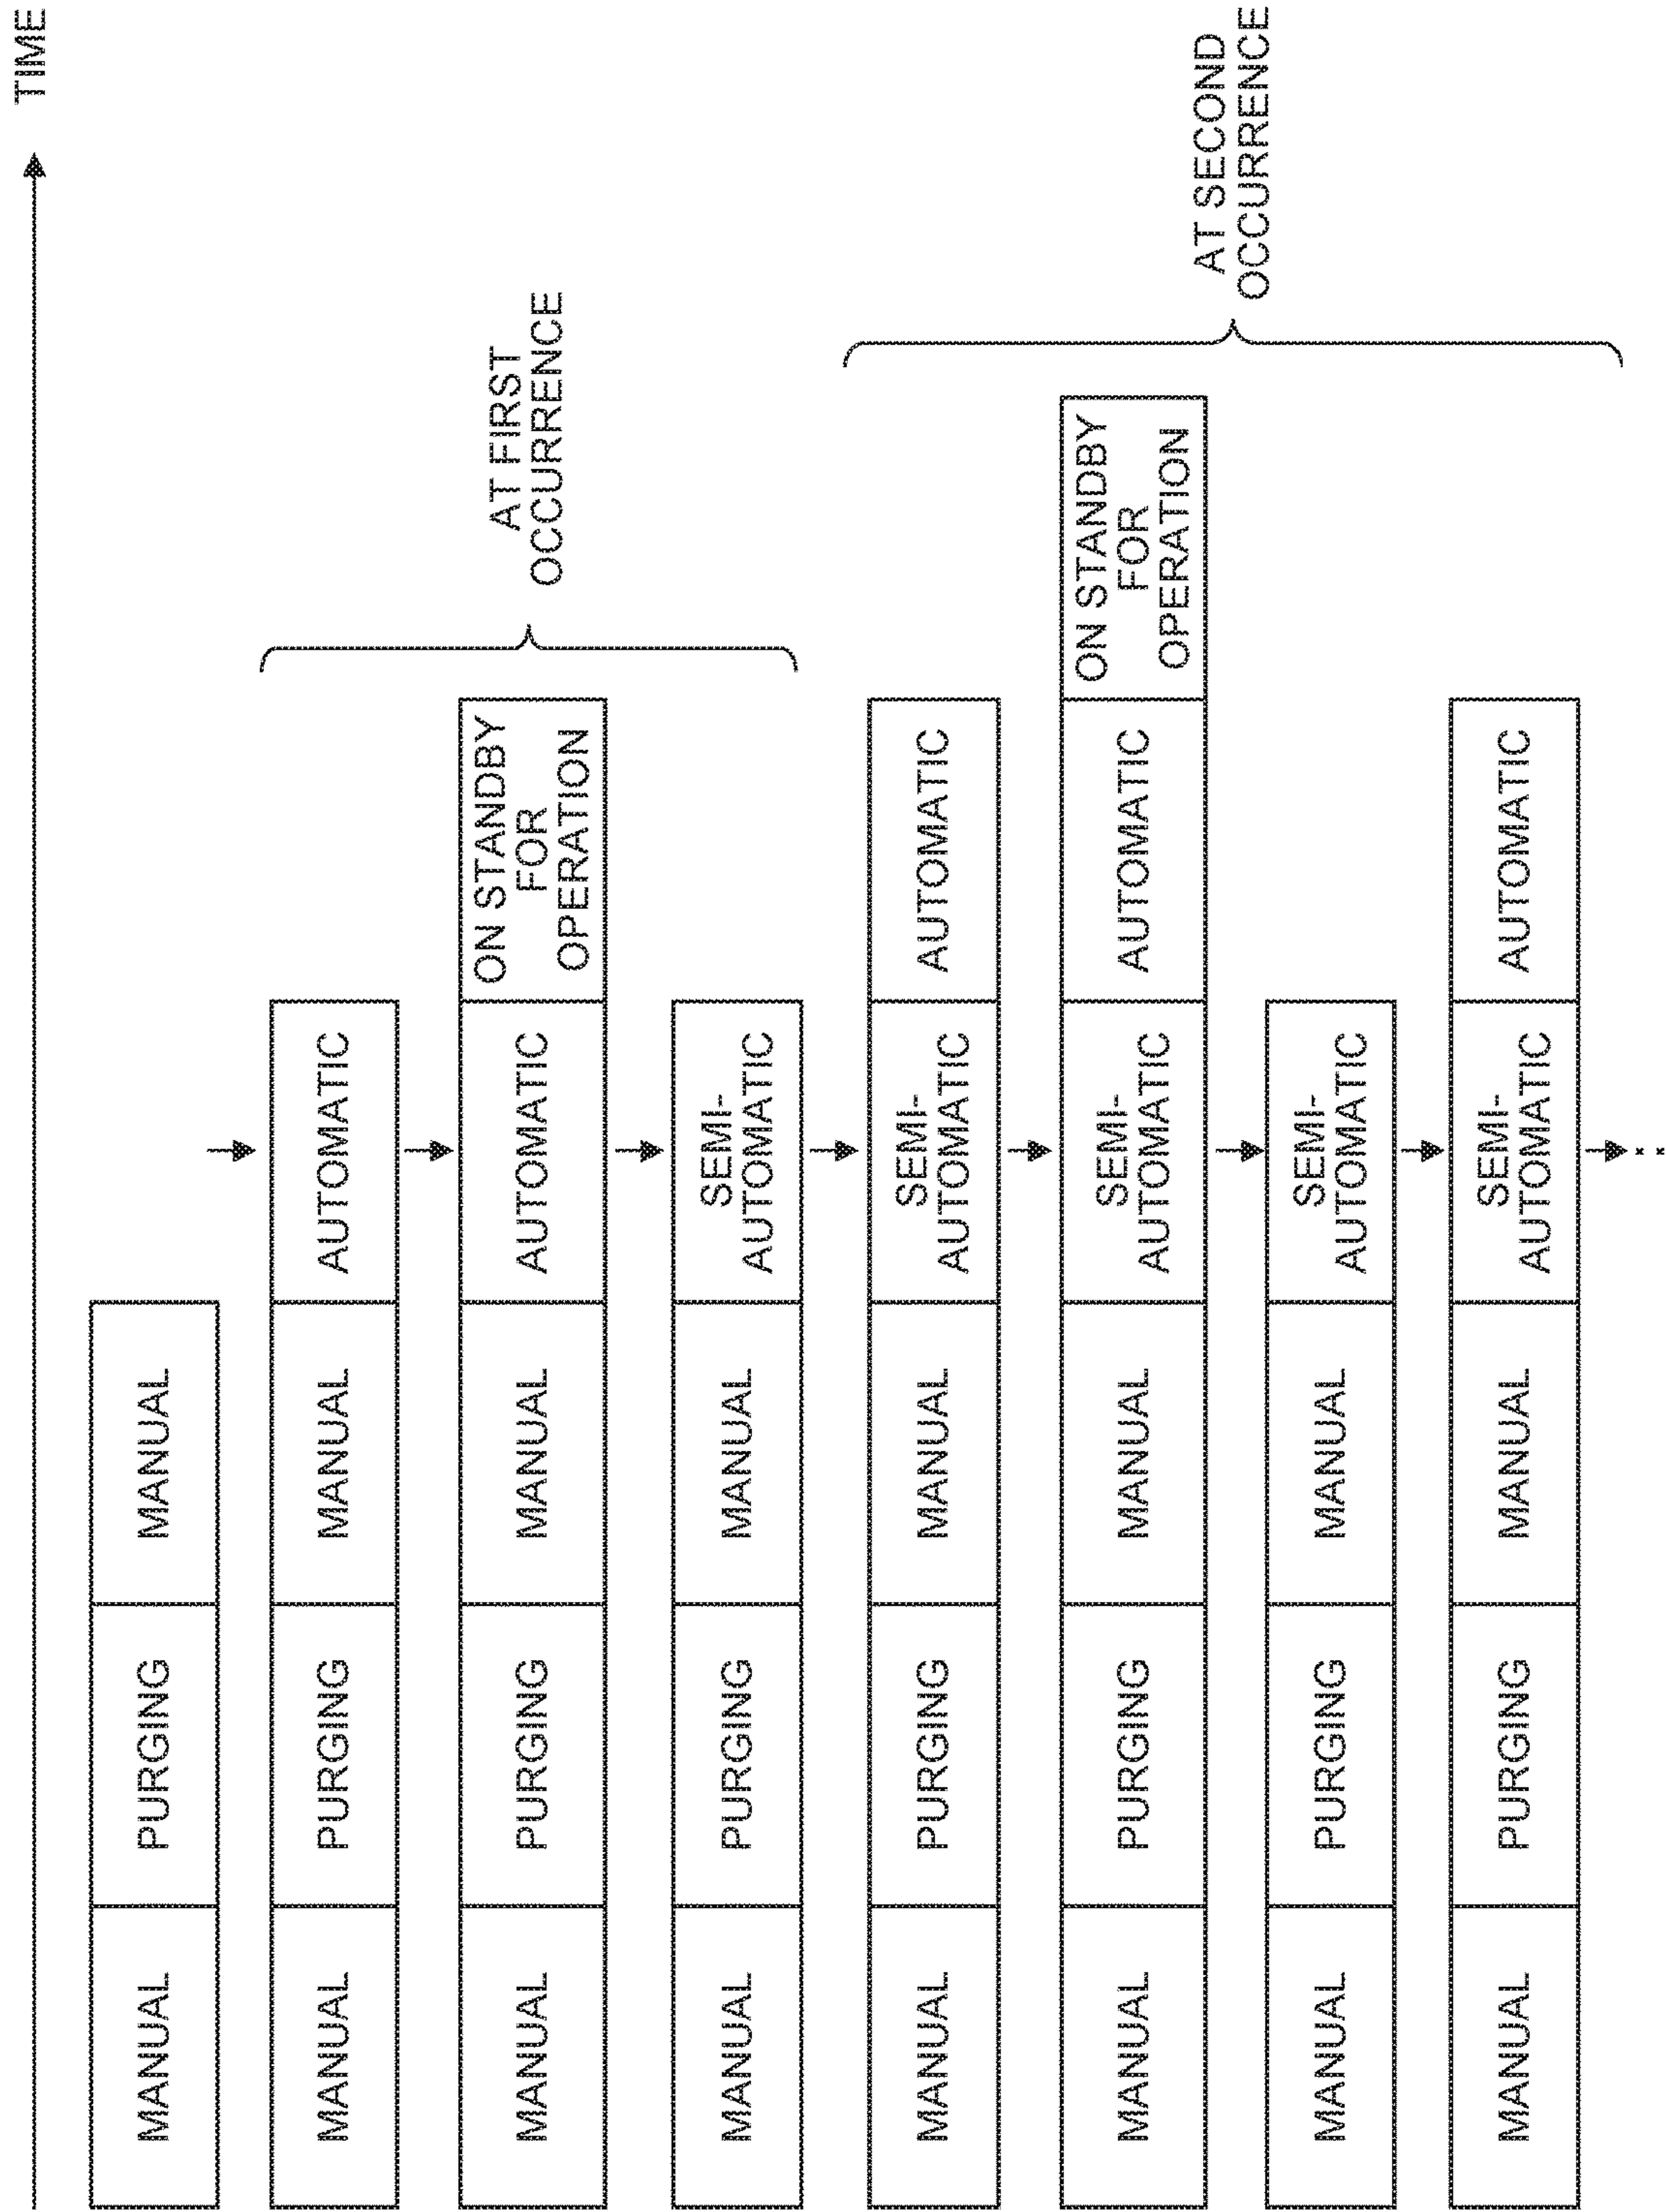 TIME
MANUAL
PURGING
MANUAL
MANUAL
PURGING
MANUAL
AUTOMATIC
AT FIRST
OCCURRENCE
MANUAL
PURGING
MANUAL
AUTOMATIC
ON STANDBY
FOR
OPERATION
MANUAL
PURGING
MANUAL
SEMI-
AUTOMATIC
MANUAL
PURGING
MANUAL
SEMI-
AUTOMATIC
AUTOMATIC
AT SECOND
OCCURRENCE
MANUAL
PURGING
MANUAL
SEMI-
AUTOMATIC
AUTOMATIC
ON STANDBY
FOR
OPERATION
MANUAL
PURGING
MANUAL
SEMI-
AUTOMATIC
MANUAL
PURGING
MANUAL
SEMI-
AUTOMATIC
AUTOMATIC